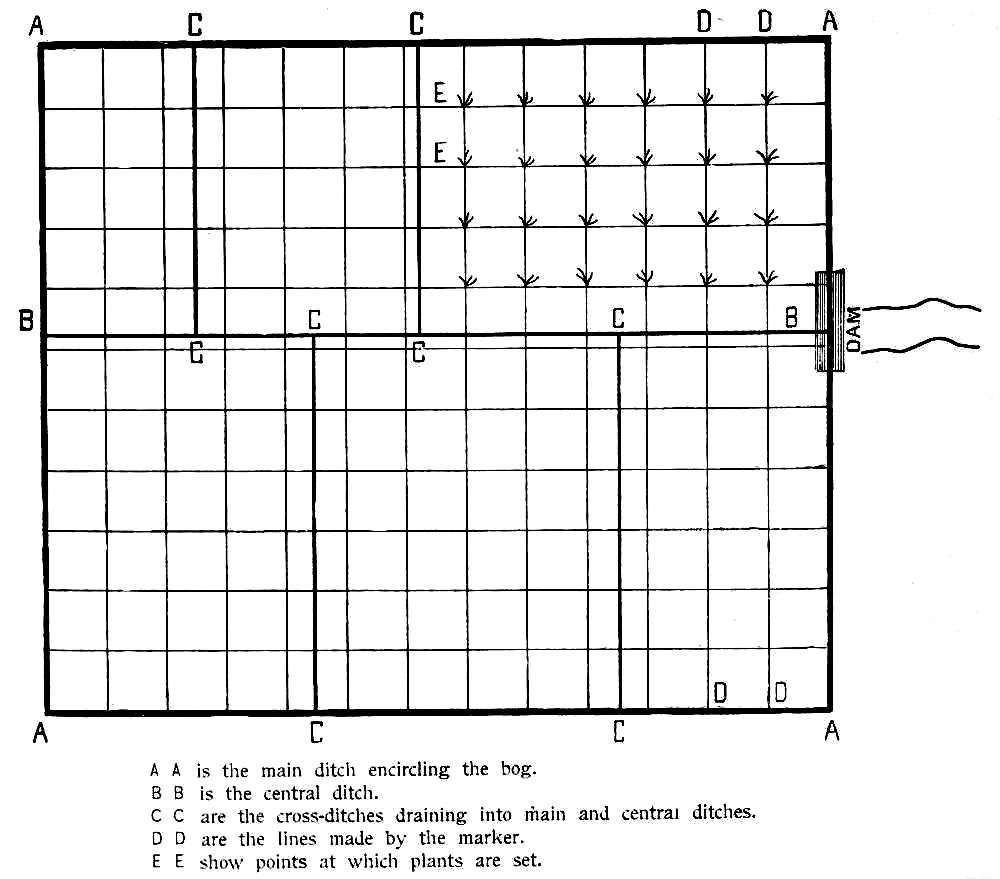 A C C D D A
E
E
B C C B
DAM
C C
D D
A C C A
A A is the main ditch encircling the bog.
B B is the central ditch.
C C are the cross-ditches draining into main and central ditches.
D D are the lines made by the marker.
E E show points at which plants are set.